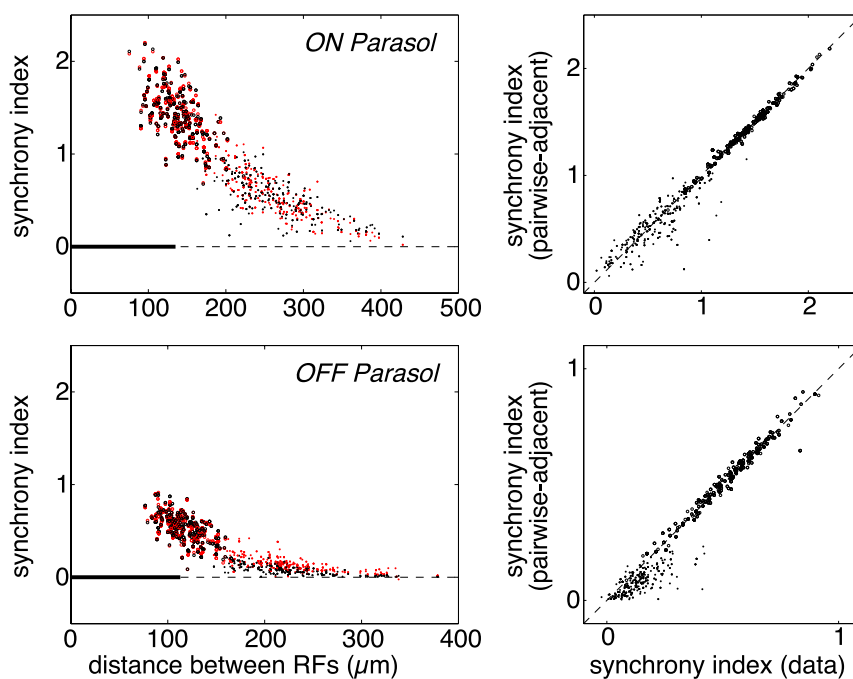 ON Parasol
synchrony index
2
1
0
0 100 200 300 400 500
synchrony index
(pairwise-adjacent)
2
1
0
0 1 2
OFF Parasol
synchrony index
2
1
0
0 100 200 300 400
distance between RFs (µm)
synchrony index
(pairwise-adjacent)
1
0
0 1
synchrony index (data)